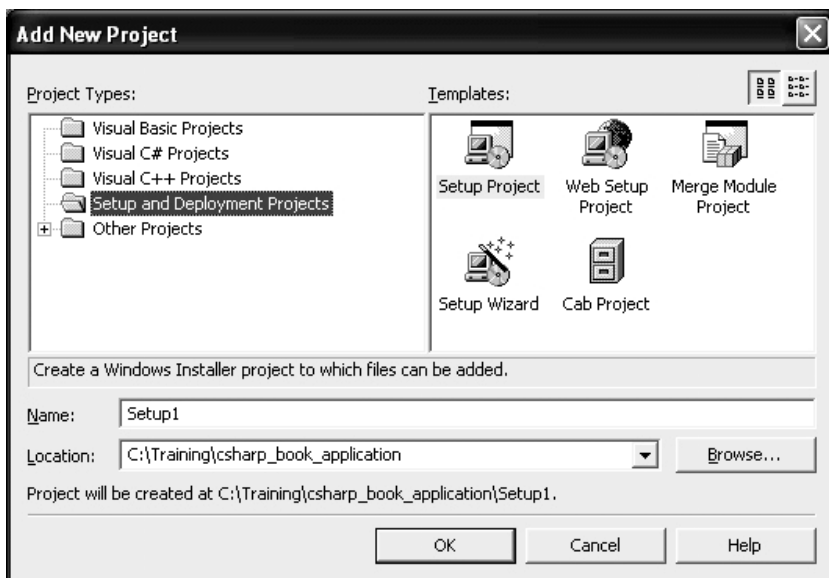 Add New Project
Project Types:
Templates:
Visual Basic Projects
Visual C# Projects
Visual C++ Projects
Setup and Deployment Projects
Other Projects
Setup Project
Web Setup
Project
Merge Module
Project
Setup Wizard
Cab Project
Create a Windows Installer project to which files can be added.
Name:
Setup1
Location:
C:\Training\csharp_book_application
Browse...
Project will be created at C:\Training\csharp_book_application\Setup1.
OK
Cancel
Help